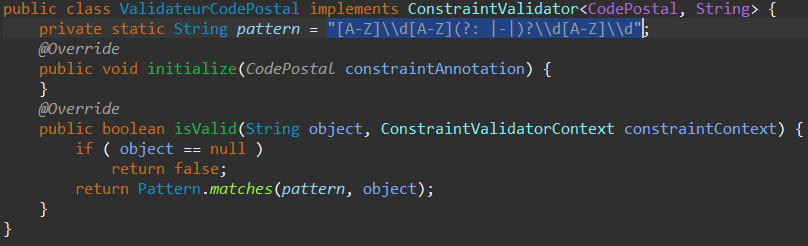 public class ValidateurCodePostal implements ConstraintValidator<CodePostal, String> {
    private static String pattern = "[A-Z]\\d[A-Z](?: |-|)?\\d[A-Z]\\d";
    @Override
    public void initialize(CodePostal constraintAnnotation) {
    }
    @Override
    public boolean isValid(String object, ConstraintValidatorContext constraintContext) {
        if ( object == null )
            return false;
        return Pattern.matches(pattern, object);
    }
}